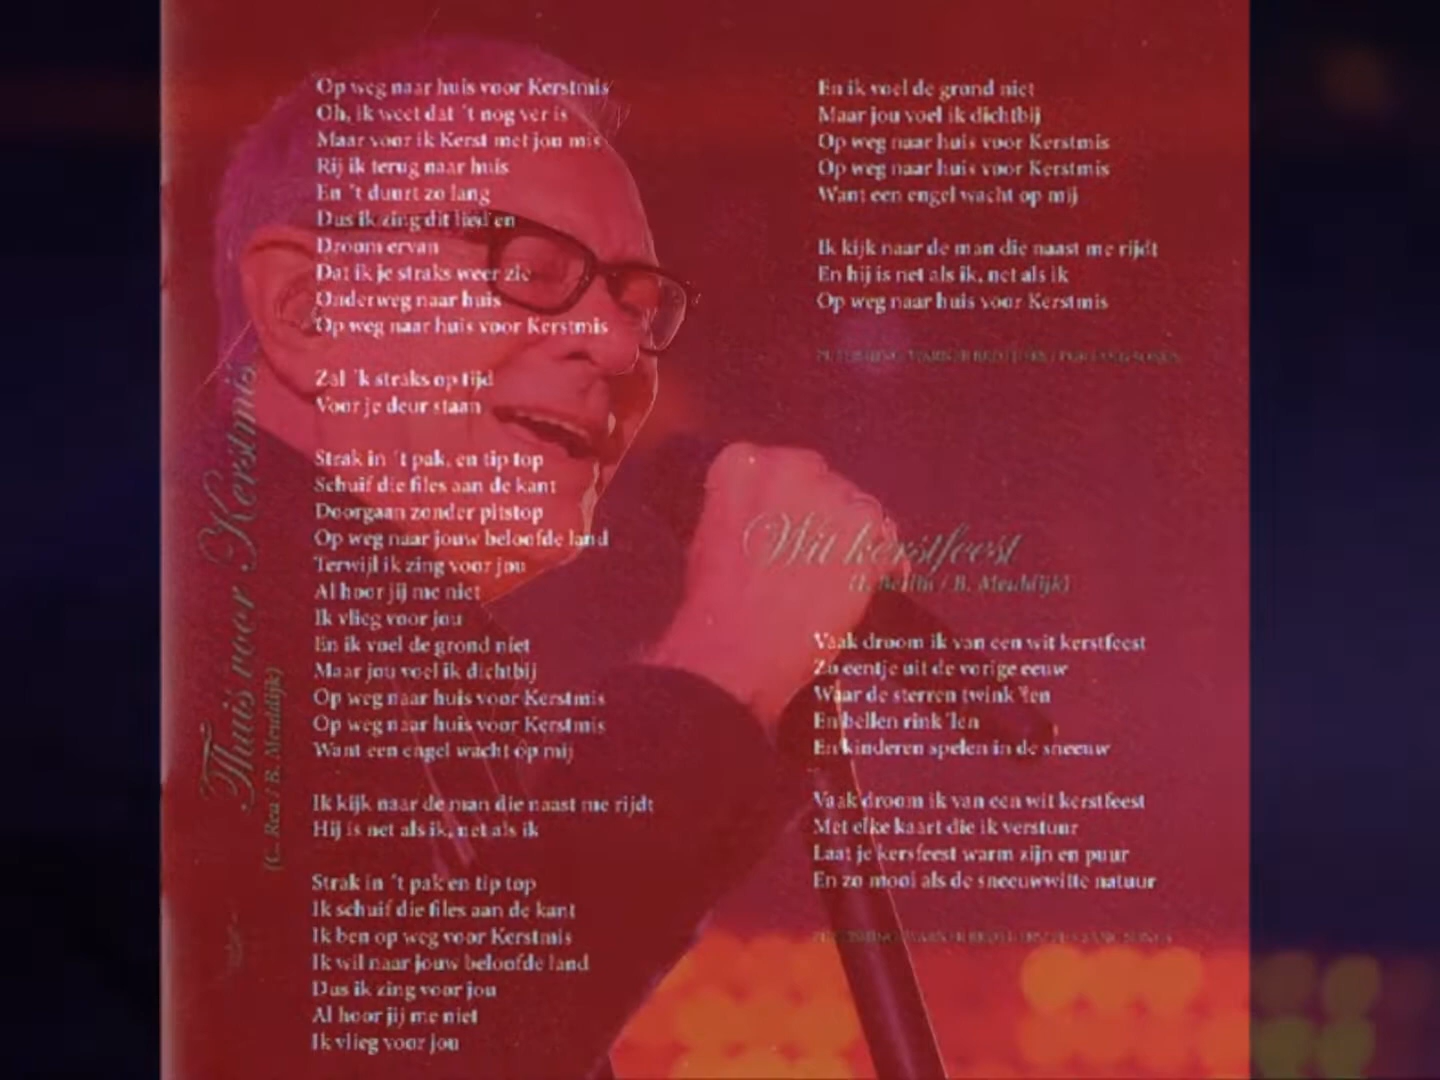 Thuis voor Kerstmis
(C. Rea / B. Meuldijk)
Op weg naar huis voor Kerstmis
Oh, ik weet dat ´t nog ver is
Maar voor ik Kerst met jou mis
Rij ik terug naar huis
En ´t duurt zo lang
Dus ik zing dit lied en
Droom ervan
Dat ik je straks weer zie
Onderweg naar huis
Op weg naar huis voor Kerstmis
Zal ´k straks op tijd
Voor je deur staan
Strak in ´t pak, en tip top
Schuif die files aan de kant
Doorgaan zonder pitstop
Op weg naar jouw beloofde land
Terwijl ik zing voor jou
Al hoor jij me niet
Ik vlieg voor jou
En ik voel de grond niet
Maar jou voel ik dichtbij
Op weg naar huis voor Kerstmis
Op weg naar huis voor Kerstmis
Want een engel wacht op mij
Ik kijk naar de man die naast me rijdt
Hij is net als ik, net als ik
Strak in ´t pak en tip top
Ik schuif die files aan de kant
Ik ben op weg voor Kerstmis
Ik wil naar jouw beloofde land
Dus ik zing voor jou
Al hoor jij me niet
Ik vlieg voor jou
En ik voel de grond niet
Maar jou voel ik dichtbij
Op weg naar huis voor Kerstmis
Op weg naar huis voor Kerstmis
Want een engel wacht op mij
Ik kijk naar de man die naast me rijdt
En hij is net als ik, net als ik
Op weg naar huis voor Kerstmis
Wit kerstfeest
(I. Berlin / B. Meuldijk)
Vaak droom ik van een wit kerstfeest
Zo eentje uit de vorige eeuw
Waar de sterren twink´len
En bellen rink´len
En kinderen spelen in de sneeuw
Vaak droom ik van een wit kerstfeest
Met elke kaart die ik verstuur
Laat je kersfeest warm zijn en puur
En zo mooi als de sneeuwwitte natuur